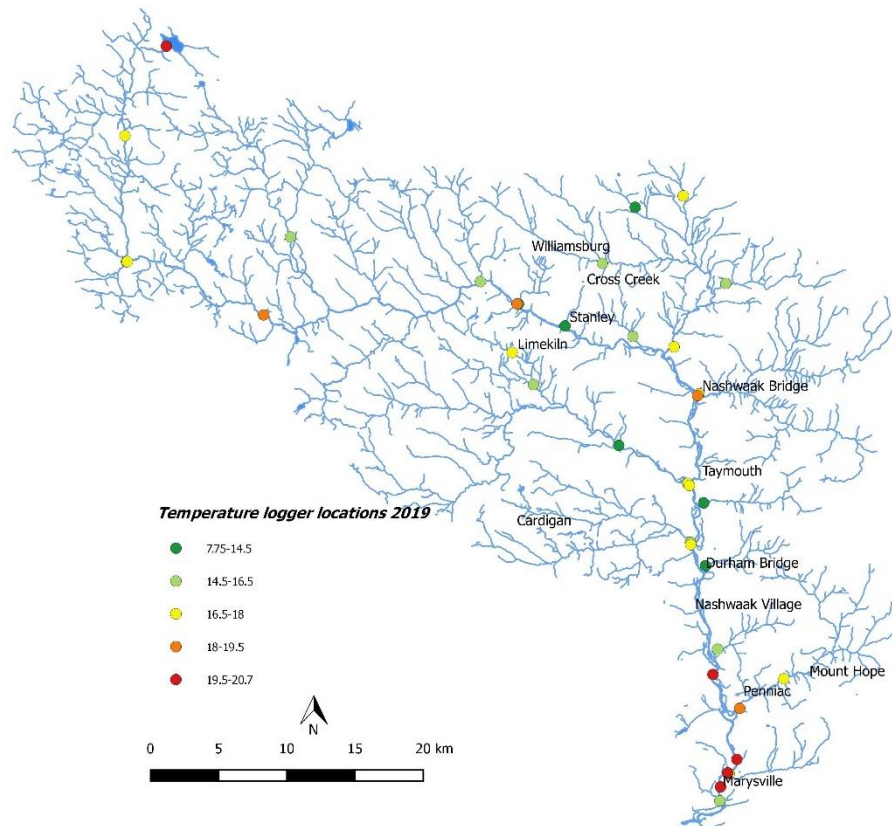 Williamsburg
Cross Creek
Stanley
Limekiln
Nashwaak Bridge
Taymouth
Temperature logger locations 2019
Cardigan
7.75-14.5
14.5-16.5
Durham Bridge
Nashwaak Village
16.5-18
18-19.5
19.5-20.7
Mount Hope
Penniac
N
0 5 10 15 20 km
Marysville